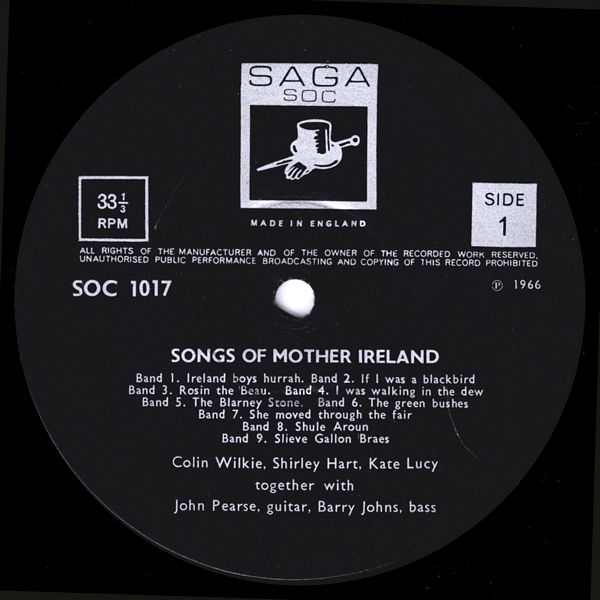 SAGA
SOC
MADE IN ENGLAND
33 1/3
RPM
SIDE
1
ALL RIGHTS OF THE MANUFACTURER AND OF THE OWNER OF THE RECORDED WORK RESERVED.
UNAUTHORISED PUBLIC PERFORMANCE BROADCASTING AND COPYING OF THIS RECORD PROHIBITED
SOC 1017
℗ 1966
SONGS OF MOTHER IRELAND
Band 1. Ireland boys hurrah. Band 2. If I was a blackbird
Band 3. Rosin the Beau. Band 4. I was walking in the dew
Band 5. The Blarney Stone. Band 6. The green bushes
Band 7. She moved through the fair
Band 8. Shule Aroun
Band 9. Slieve Gallon Braes
Colin Wilkie, Shirley Hart, Kate Lucy
together with
John Pearse, guitar, Barry Johns, bass